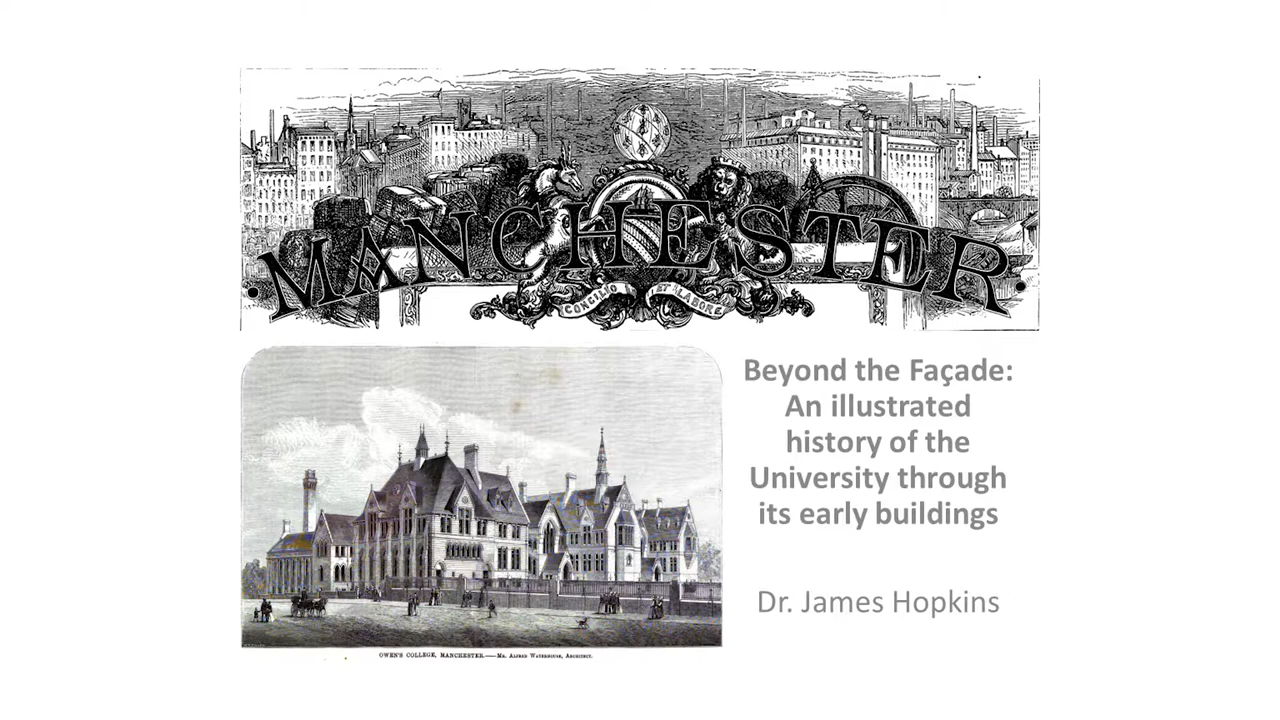 ·MANCHESTER·
CONCILIO ET LABORE
Beyond the Façade:
An illustrated
history of the
University through
its early buildings
Dr. James Hopkins
OWEN'S COLLEGE, MANCHESTER.—Mr. Alfred Waterhouse, Architect.